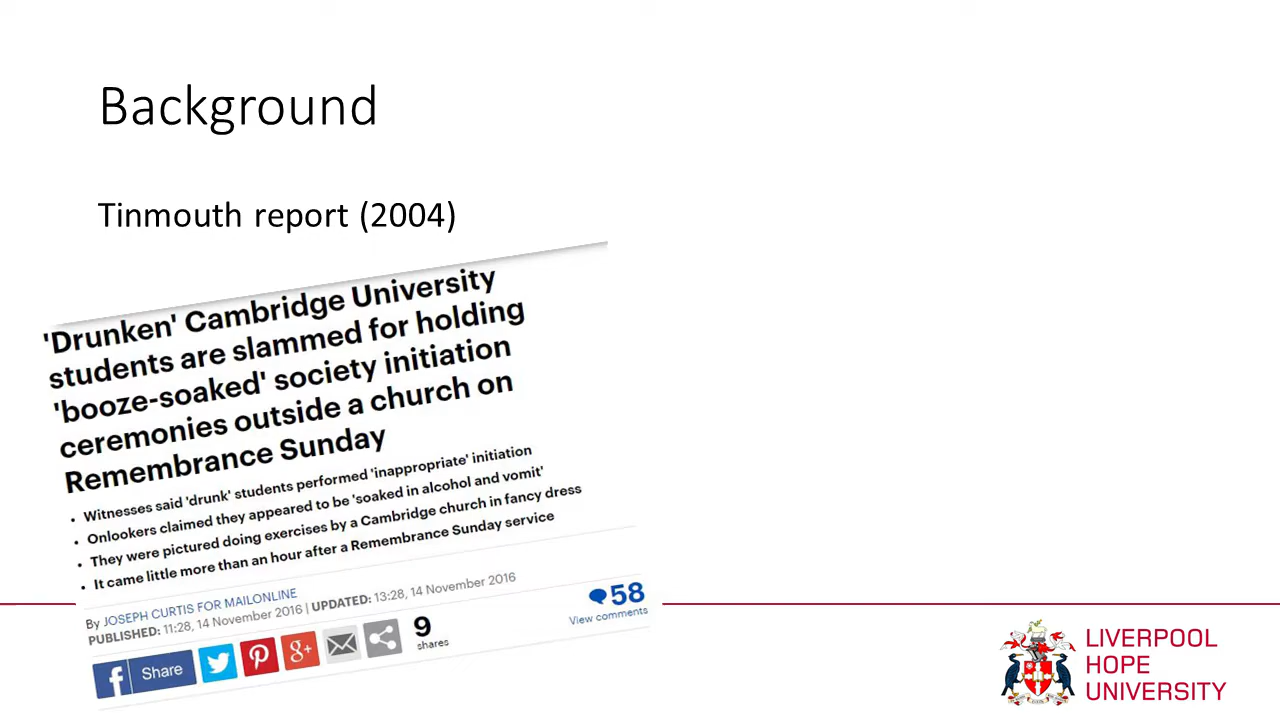 Background
Tinmouth report (2004)
'Drunken' Cambridge University
students are slammed for holding
'booze-soaked' society initiation
ceremonies outside a church on
Remembrance Sunday
• Witnesses said 'drunk' students performed 'inappropriate' initiation
• Onlookers claimed they appeared to be 'soaked in alcohol and vomit'
• They were pictured doing exercises by a Cambridge church in fancy dress
• It came little more than an hour after a Remembrance Sunday service
By JOSEPH CURTIS FOR MAILONLINE
PUBLISHED: 11:28, 14 November 2016 | UPDATED: 13:28, 14 November 2016
f Share
g+
9
shares
58
View comments
LIVERPOOL
HOPE
UNIVERSITY